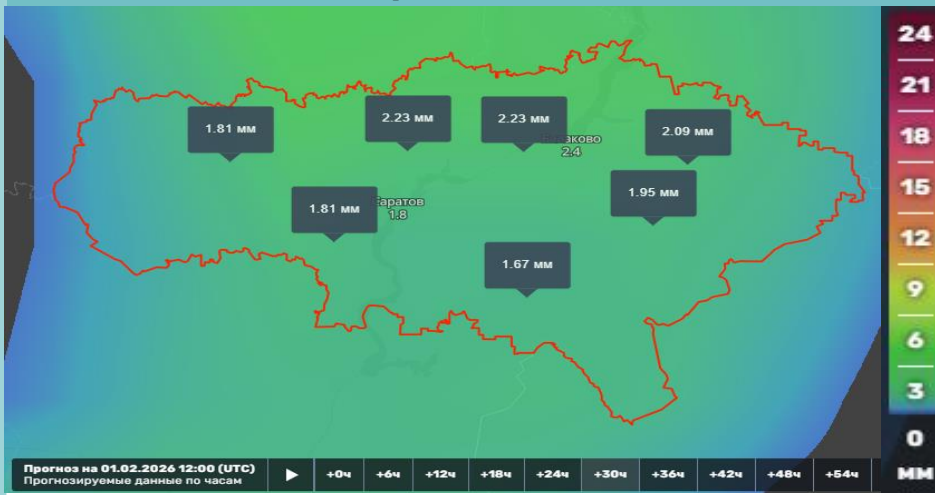 24
21
18
15
12
9
6
3
0
мм
1.81 мм
2.23 мм
2.23 мм
2.09 мм
2.4
1.95 мм
1.81 мм
1.8
1.67 мм
Прогноз на 01.02.2026 12:00 (UTC)
Прогнозируемые данные по часам
+0ч +6ч +12ч +18ч +24ч +30ч +36ч +42ч +48ч +54ч